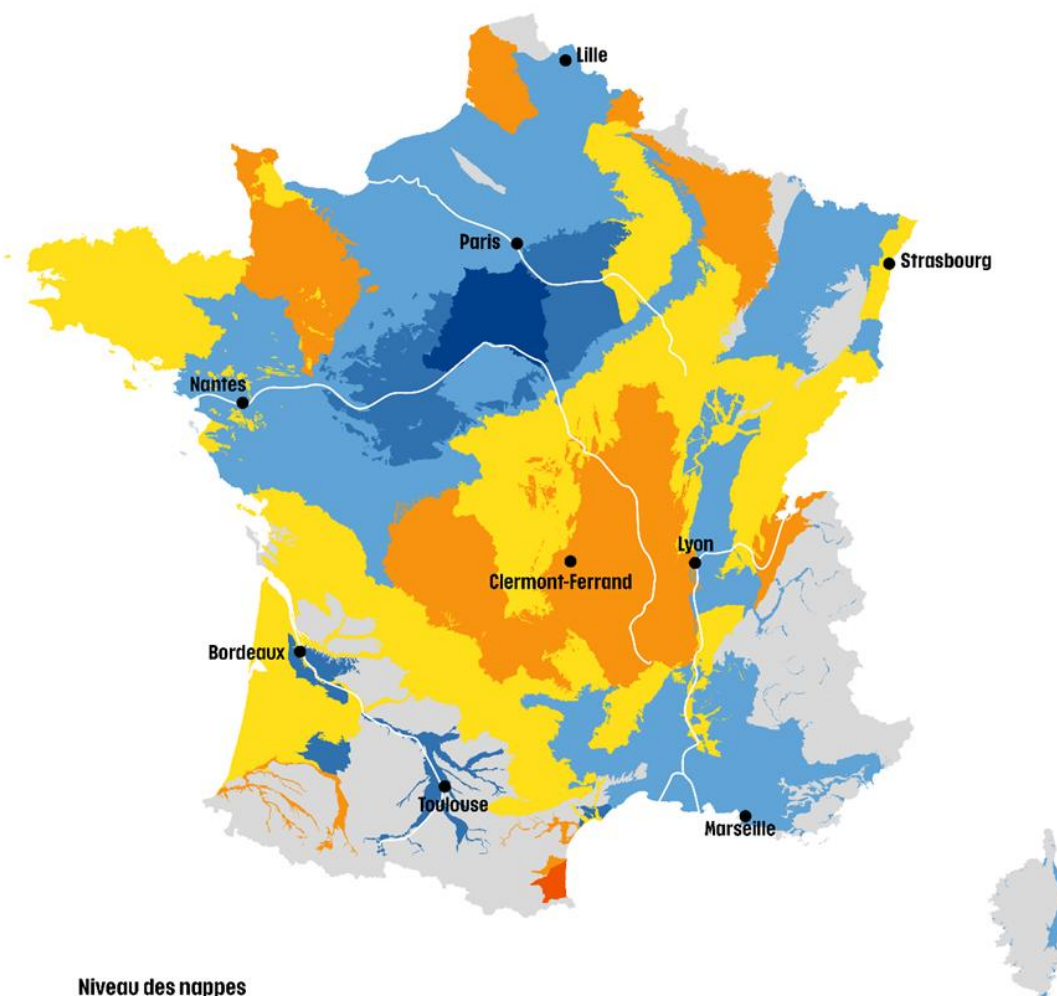 Lille
Paris
Strasbourg
Nantes
Lyon
Clermont-Ferrand
Bordeaux
Toulouse
Marseille
Niveau des nappes